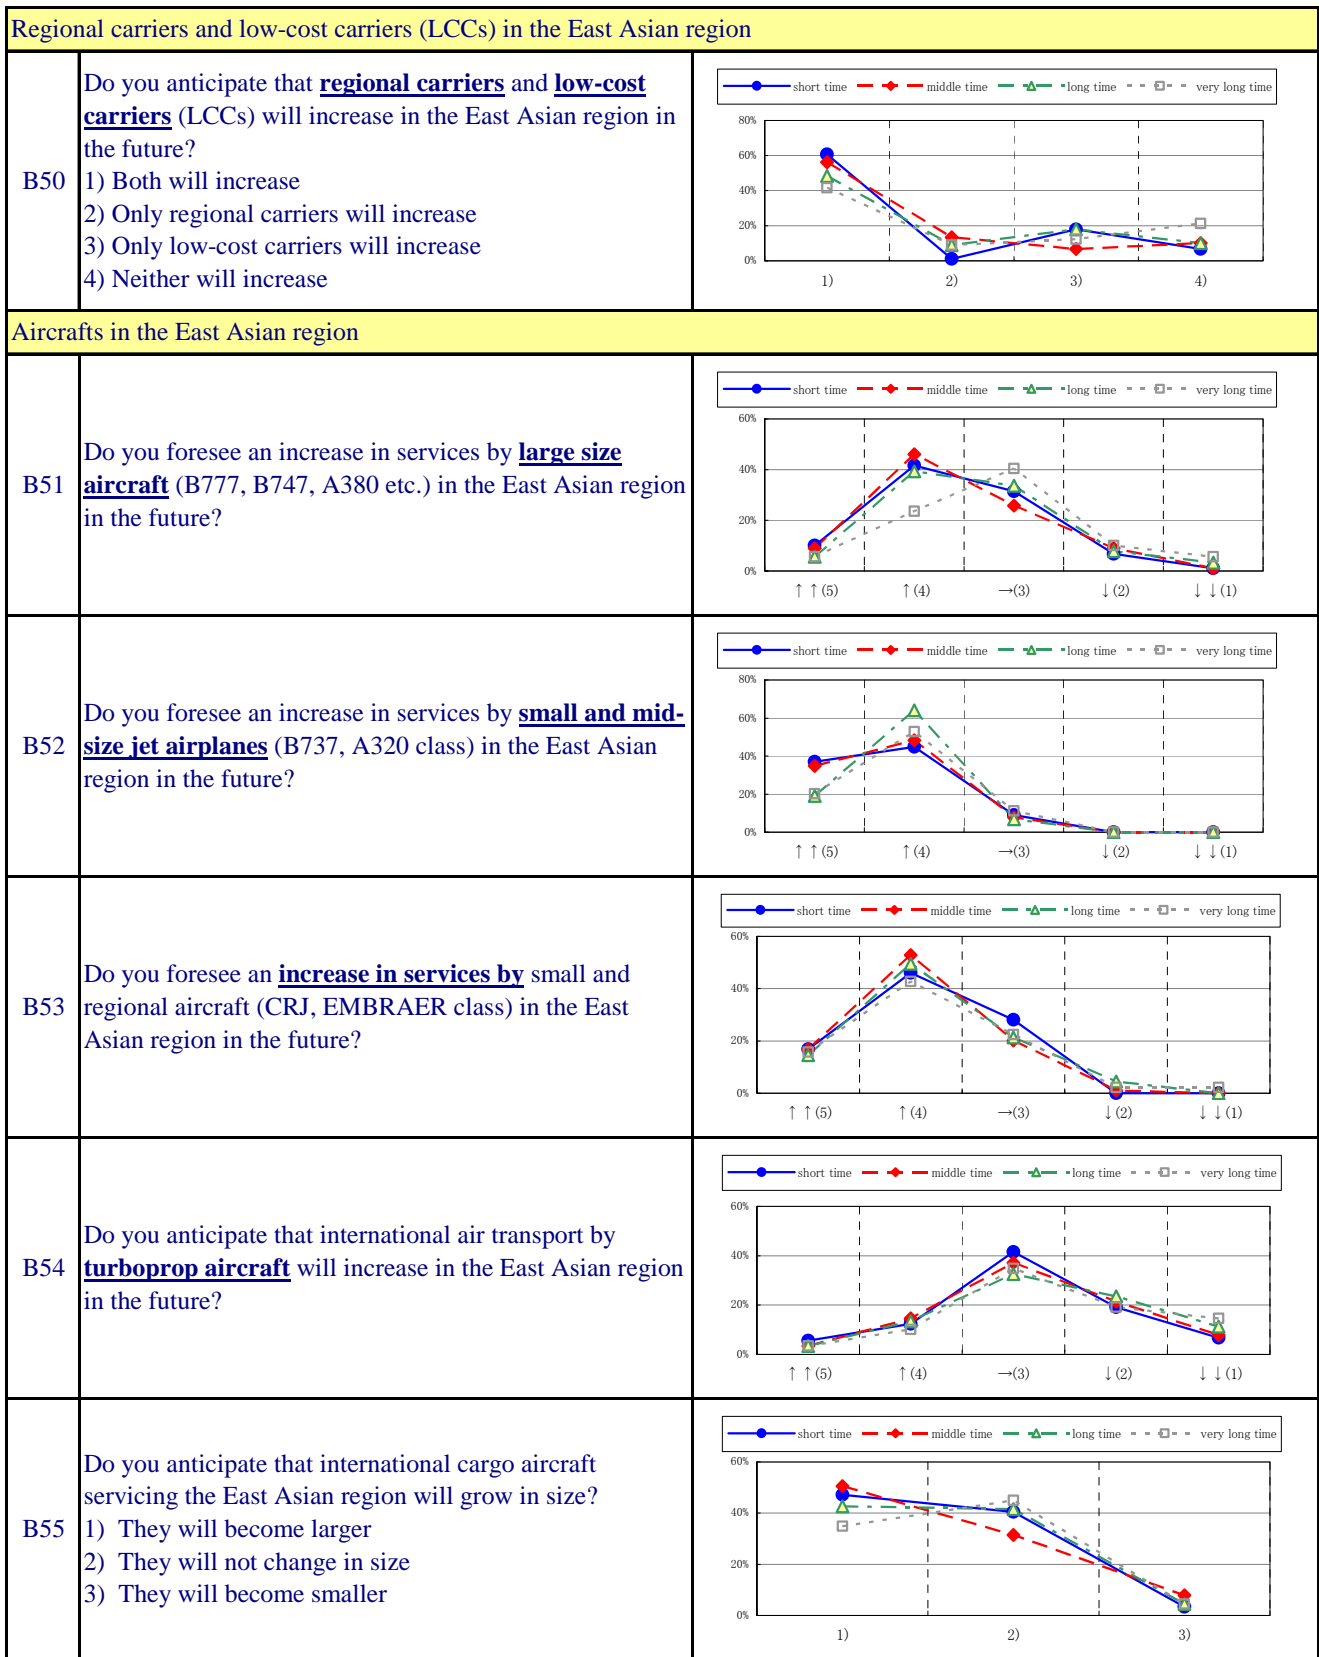 Regional carriers and low-cost carriers (LCCs) in the East Asian region
B50
Do you anticipate that regional carriers and low-cost
carriers (LCCs) will increase in the East Asian region in
the future?
1) Both will increase
2) Only regional carriers will increase
3) Only low-cost carriers will increase
4) Neither will increase
short time middle time long time very long time
80%
60%
40%
20%
0%
1) 2) 3) 4)
Aircrafts in the East Asian region
B51
Do you foresee an increase in services by large size
aircraft (B777, B747, A380 etc.) in the East Asian region
in the future?
short time middle time long time very long time
60%
40%
20%
0%
↑↑(5) ↑(4) →(3) ↓(2) ↓↓(1)
B52
Do you foresee an increase in services by small and mid-
size jet airplanes (B737, A320 class) in the East Asian
region in the future?
short time middle time long time very long time
80%
60%
40%
20%
0%
↑↑(5) ↑(4) →(3) ↓(2) ↓↓(1)
B53
Do you foresee an increase in services by small and
regional aircraft (CRJ, EMBRAER class) in the East
Asian region in the future?
short time middle time long time very long time
60%
40%
20%
0%
↑↑(5) ↑(4) →(3) ↓(2) ↓↓(1)
B54
Do you anticipate that international air transport by
turboprop aircraft will increase in the East Asian region
in the future?
short time middle time long time very long time
60%
40%
20%
0%
↑↑(5) ↑(4) →(3) ↓(2) ↓↓(1)
B55
Do you anticipate that international cargo aircraft
servicing the East Asian region will grow in size?
1) They will become larger
2) They will not change in size
3) They will become smaller
short time middle time long time very long time
60%
40%
20%
0%
1) 2) 3)